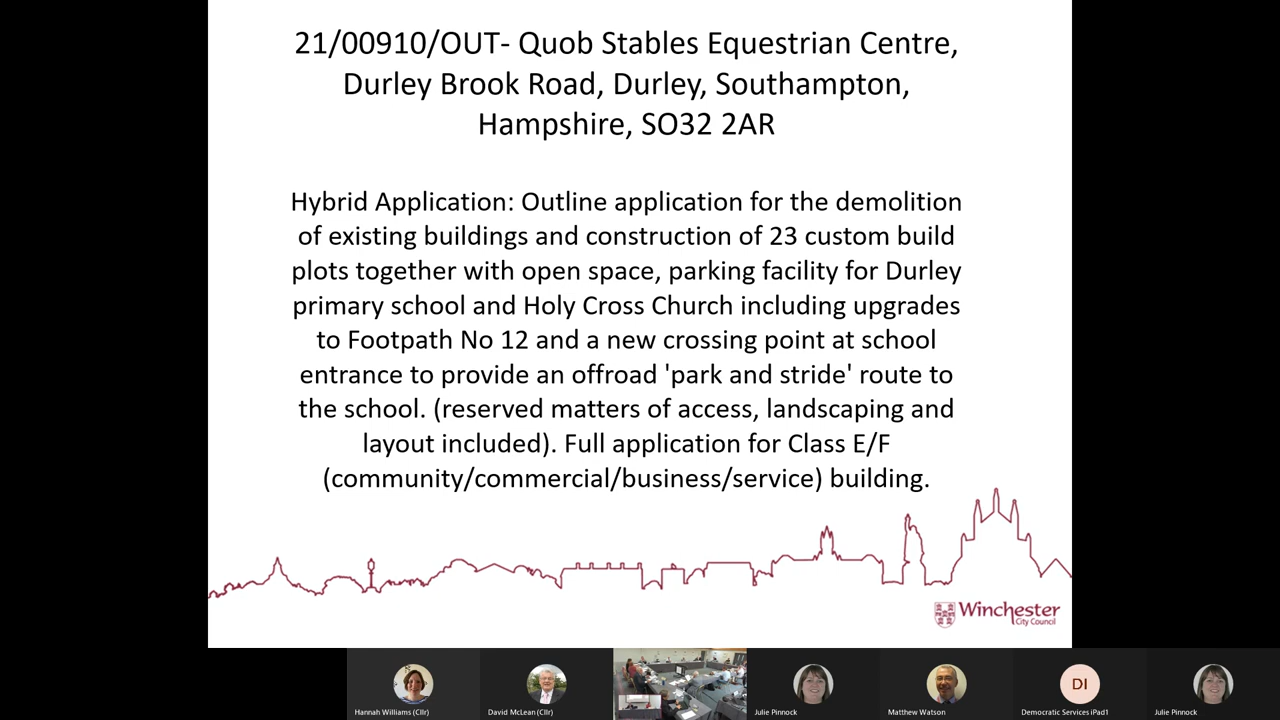 21/00910/OUT- Quob Stables Equestrian Centre,
Durley Brook Road, Durley, Southampton,
Hampshire, SO32 2AR
Hybrid Application: Outline application for the demolition
of existing buildings and construction of 23 custom build
plots together with open space, parking facility for Durley
primary school and Holy Cross Church including upgrades
to Footpath No 12 and a new crossing point at school
entrance to provide an offroad 'park and stride' route to
the school. (reserved matters of access, landscaping and
layout included). Full application for Class E/F
(community/commercial/business/service) building.
Winchester
City Council
DI
Hannah Williams (Cllr)
David McLean (Cllr)
Julie Pinnock
Matthew Watson
Democratic Services iPad1
Julie Pinnock